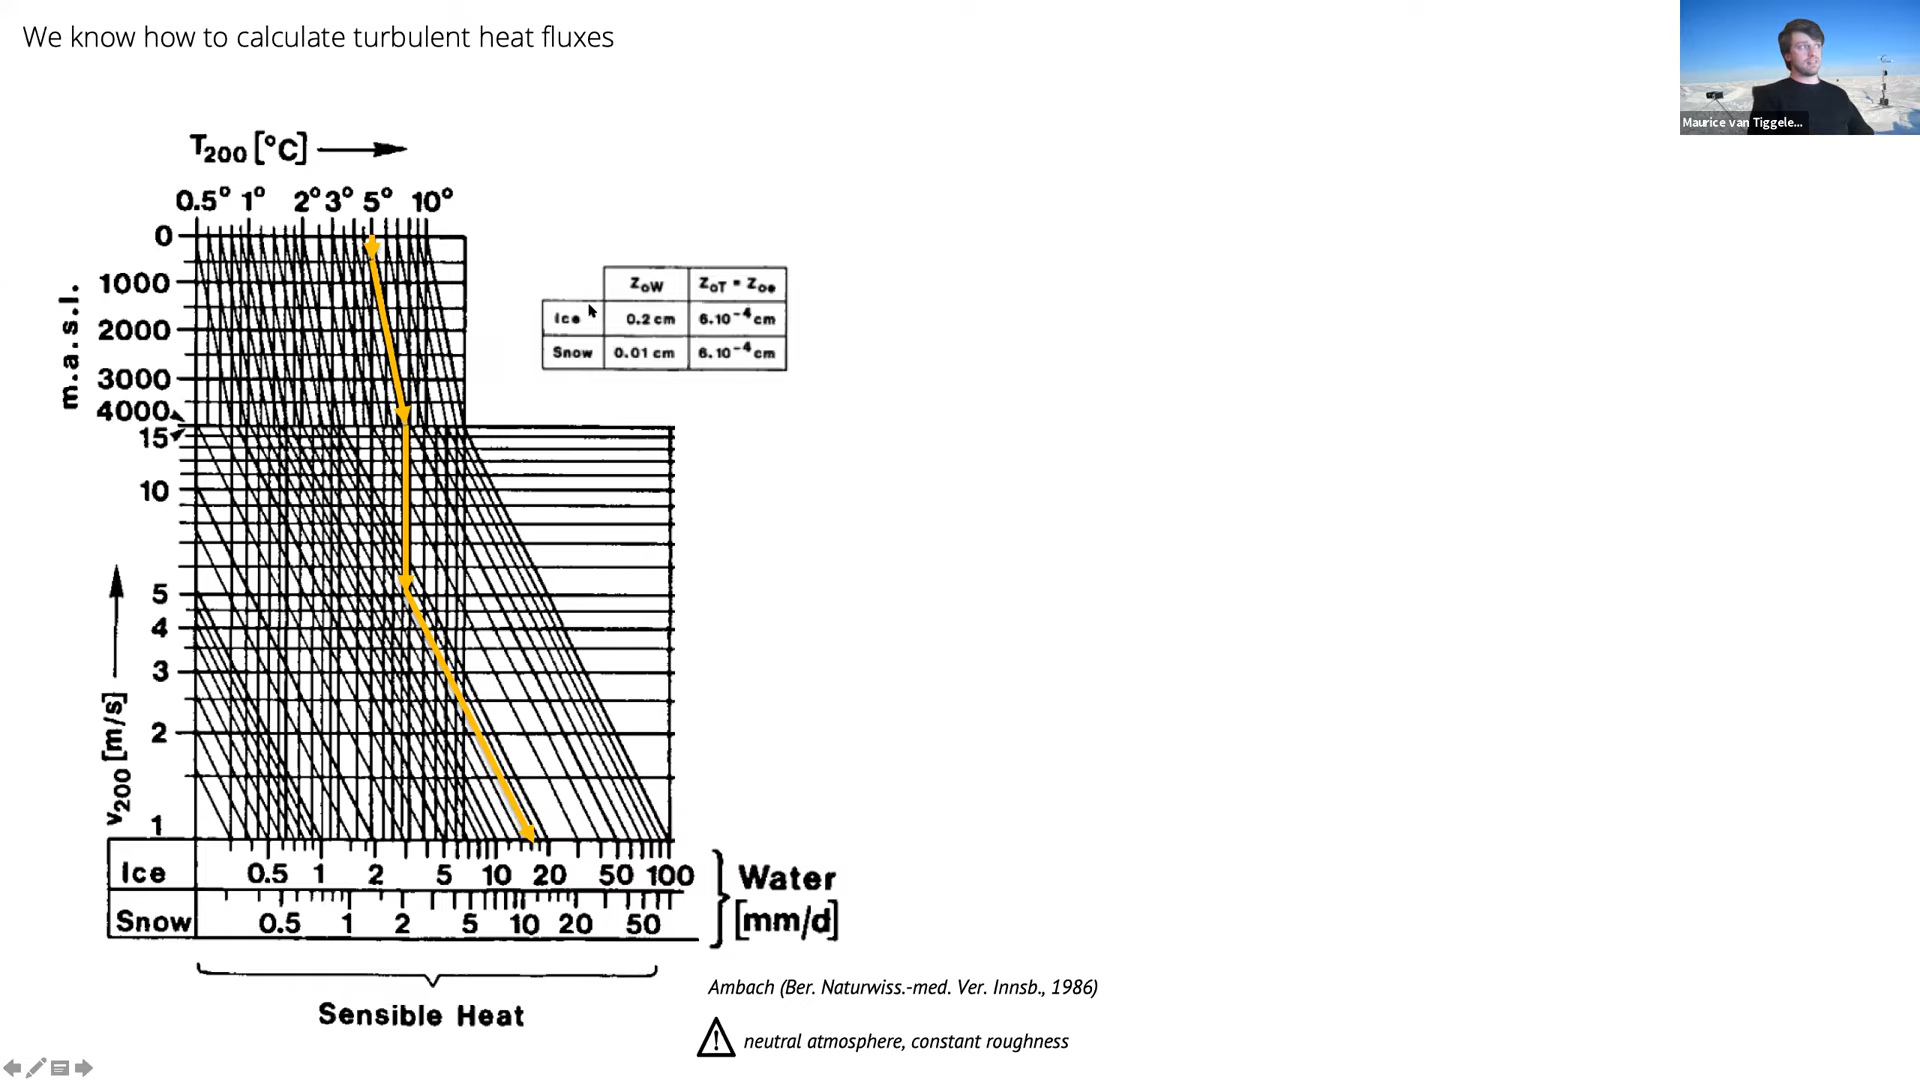 We know how to calculate turbulent heat fluxes
Maurice van Tiggele...
T200 [°C]
0.5° 1° 2° 3° 5° 10°
0
1000
2000
3000
4000
m.a.s.l.
15
10
5
4
3
2
1
v200 [m/s]
ZoW ZoT = Zoe
Ice 0.2 cm 6.10⁻⁴ cm
Snow 0.01 cm 6.10⁻⁴ cm
Ice 0.5 1 2 5 10 20 50 100
Snow 0.5 1 2 5 10 20 50
Water
[mm/d]
Sensible Heat
Ambach (Ber. Naturwiss.-med. Ver. Innsb., 1986)
neutral atmosphere, constant roughness